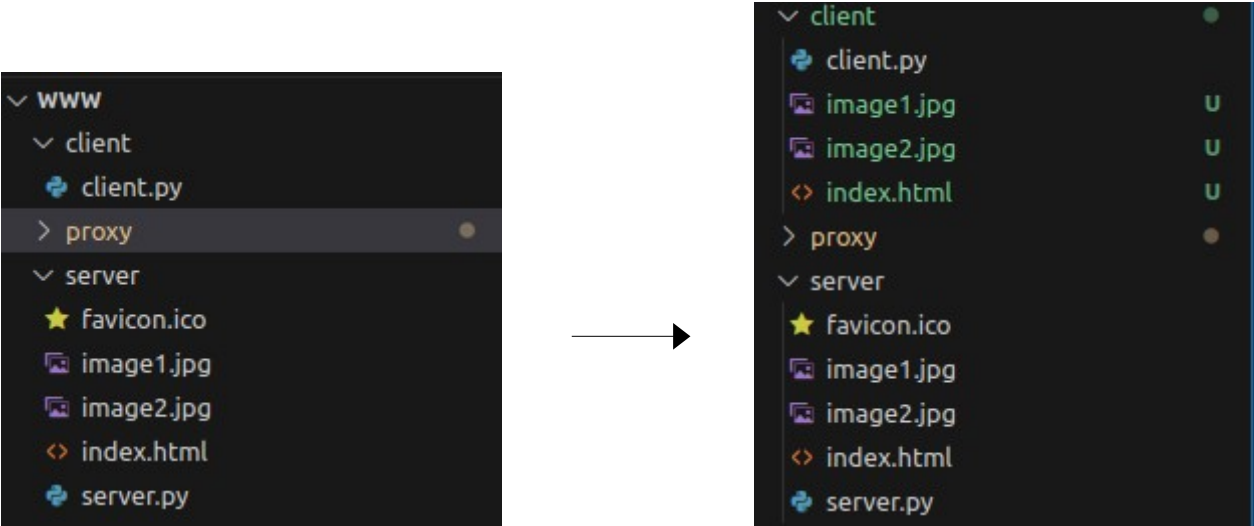 www
client
client.py
proxy
server
favicon.ico
image1.jpg
image2.jpg
index.html
server.py
client
client.py
image1.jpg U
image2.jpg U
index.html U
proxy
server
favicon.ico
image1.jpg
image2.jpg
index.html
server.py